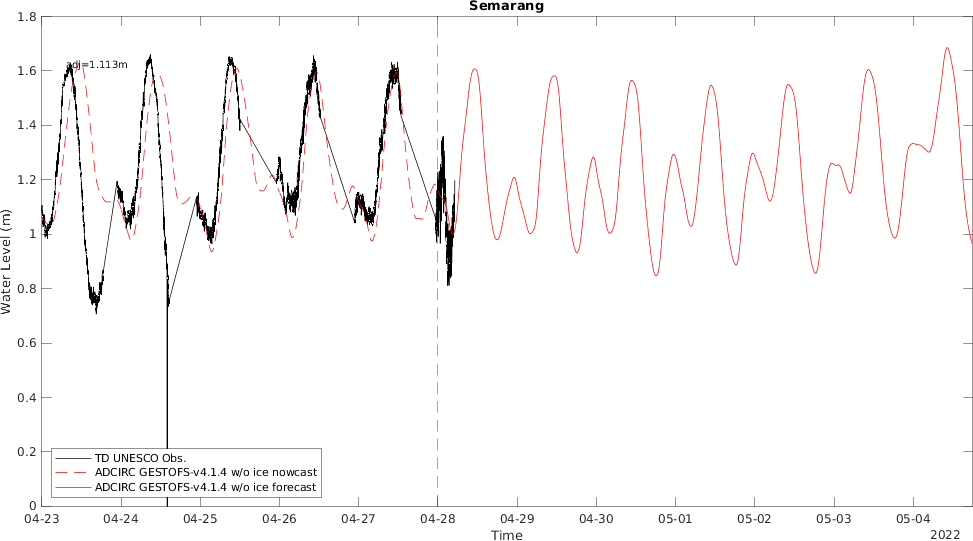 Semarang
1.8
1.6
1.4
1.2
1
0.8
0.6
0.4
0.2
0
Water Level (m)
adj=1.113m
TD UNESCO Obs.
ADCIRC GESTOFS-v4.1.4 w/o ice nowcast
ADCIRC GESTOFS-v4.1.4 w/o ice forecast
04-23 04-24 04-25 04-26 04-27 04-28 04-29 04-30 05-01 05-02 05-03 05-04
Time
2022